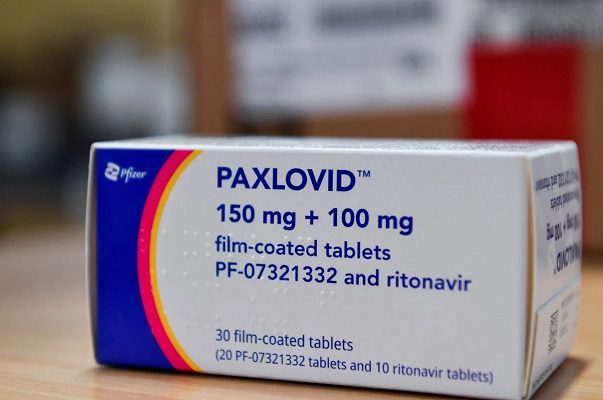 Pfizer
PAXLOVID™
150 mg + 100 mg
film-coated tablets
PF-07321332 and ritonavir
30 film-coated tablets
(20 PF-07321332 tablets and 10 ritonavir tablets)